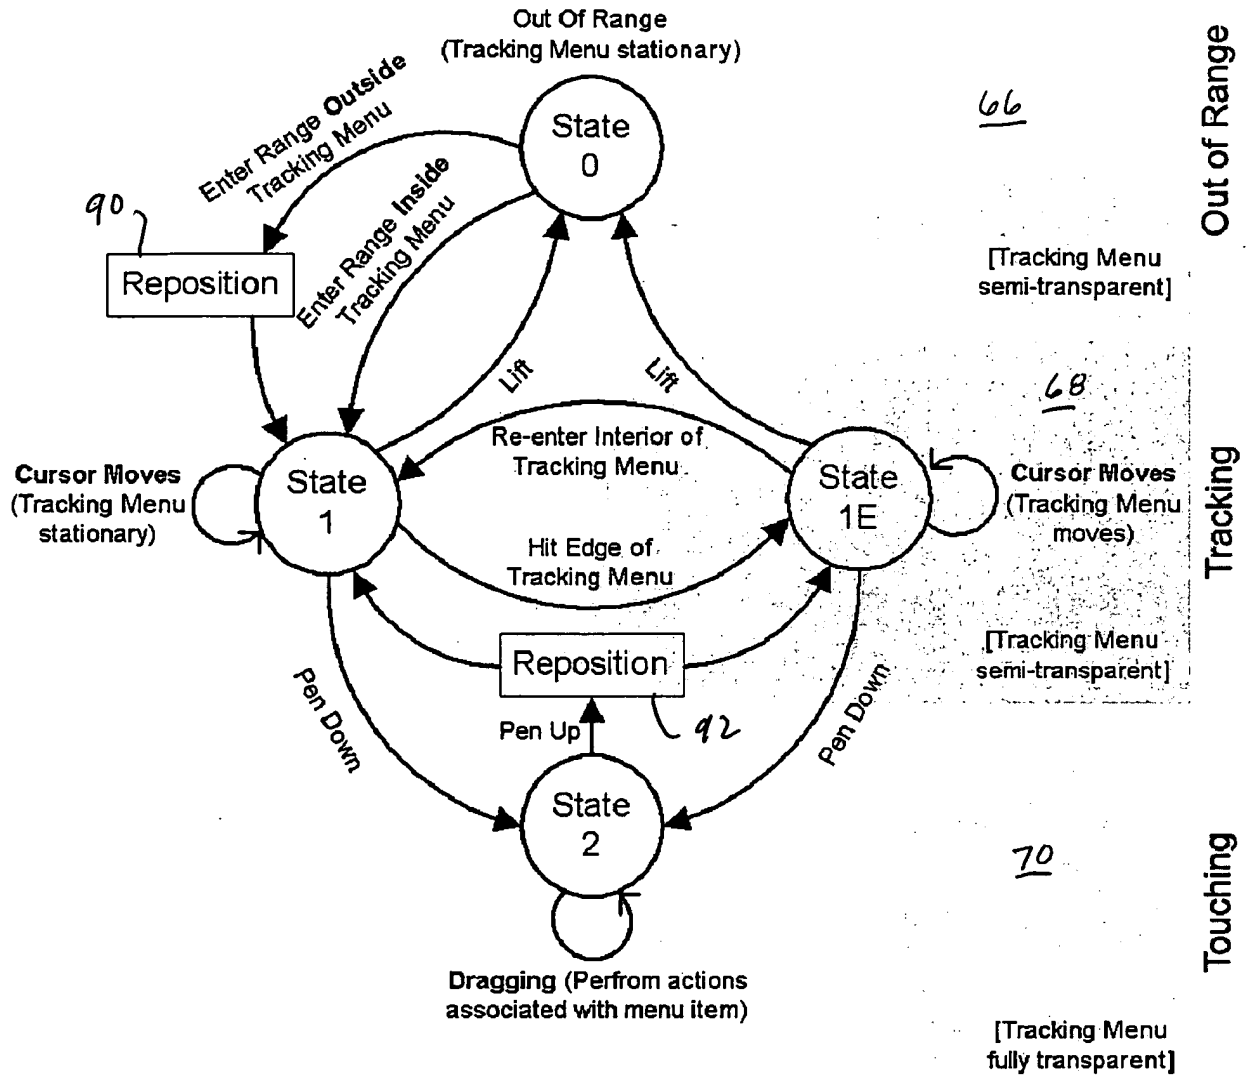 Out Of Range
(Tracking Menu stationary)
State
0
66
Out of Range
Enter Range Outside
Tracking Menu
Enter Range Inside
Tracking Menu
90
Reposition
[Tracking Menu
semi-transparent]
Lift
Lift
68
Re-enter Interior of
Tracking Menu
Cursor Moves
(Tracking Menu
stationary)
State
1
State
1E
Cursor Moves
(Tracking Menu
moves)
Tracking
Hit Edge of
Tracking Menu
Reposition
[Tracking Menu
semi-transparent]
Pen Down
Pen Up
92
Pen Down
State
2
70
Touching
Dragging (Perfrom actions
associated with menu item)
[Tracking Menu
fully transparent]